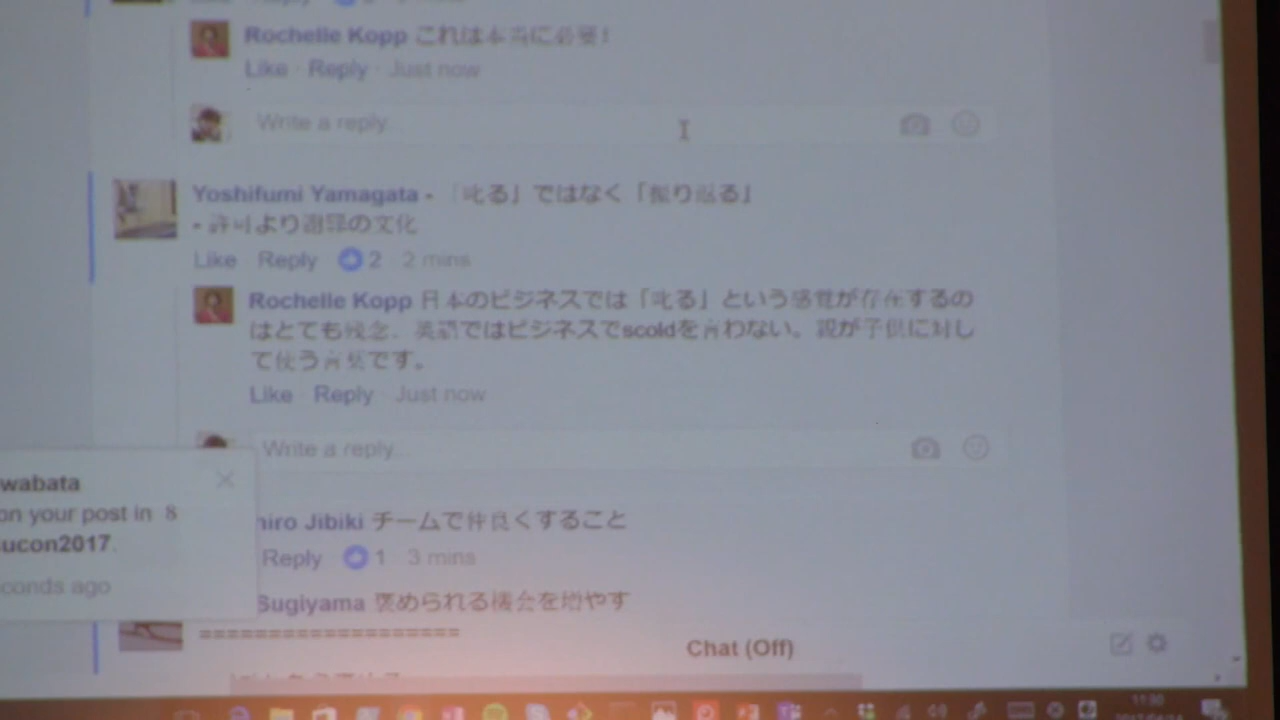 Rochelle Kopp これは本当に必要!
Like · Reply · Just now
Write a reply
Yoshifumi Yamagata - 「叱る」ではなく「振り返る」
- 許可より謝罪の文化
Like Reply 2 2 mins
Rochelle Kopp 日本のビジネスでは「叱る」という感覚が存在するの
はとても残念。英語ではビジネスでscoldを言わない。親が子供に対し
て使う言葉です。
Like Reply Just now
Write a reply...
wabata
on your post in 8
ucon2017.
conds ago
hiro Jibiki チームで仲良くすること
Reply 1 3 mins
Sugiyama 褒められる機会を増やす
===================
Chat (Off)
11:30